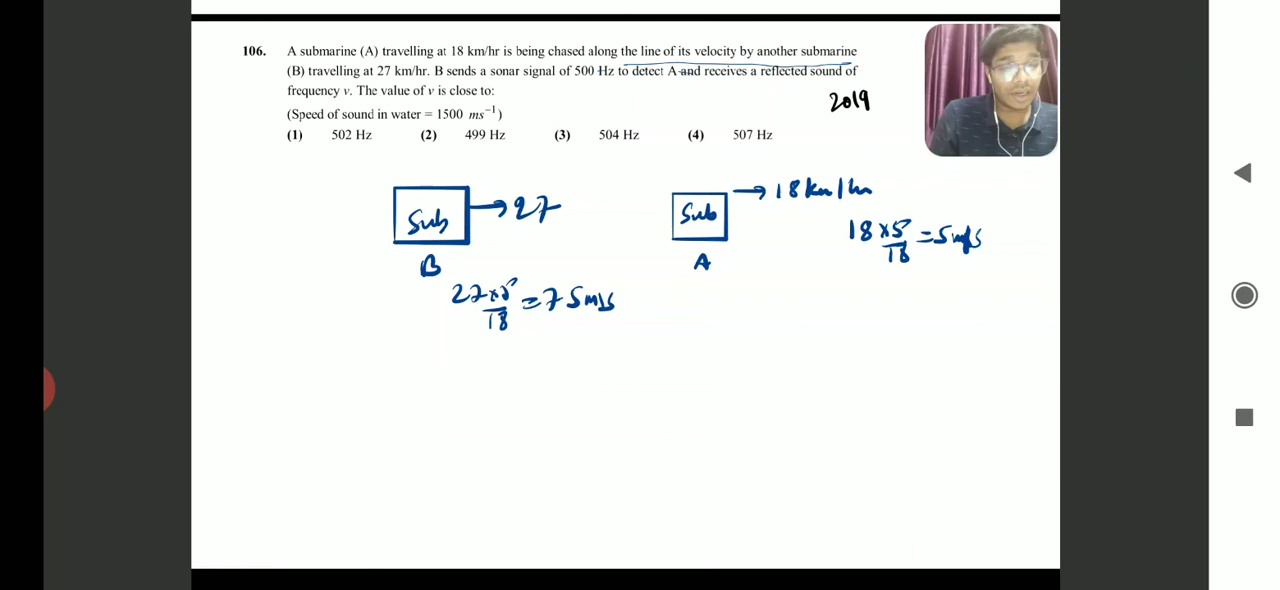 106. A submarine (A) travelling at 18 km/hr is being chased along the line of its velocity by another submarine
(B) travelling at 27 km/hr. B sends a sonar signal of 500 Hz to detect A and receives a reflected sound of
frequency v. The value of v is close to:
2019
(Speed of sound in water = 1500 ms⁻¹)
(1) 502 Hz (2) 499 Hz (3) 504 Hz (4) 507 Hz
Sub → 27
Sub → 18 km/hr
B
A
18 × 5/18 = 5 m/s
27 × 5/18 = 7 5 m/s